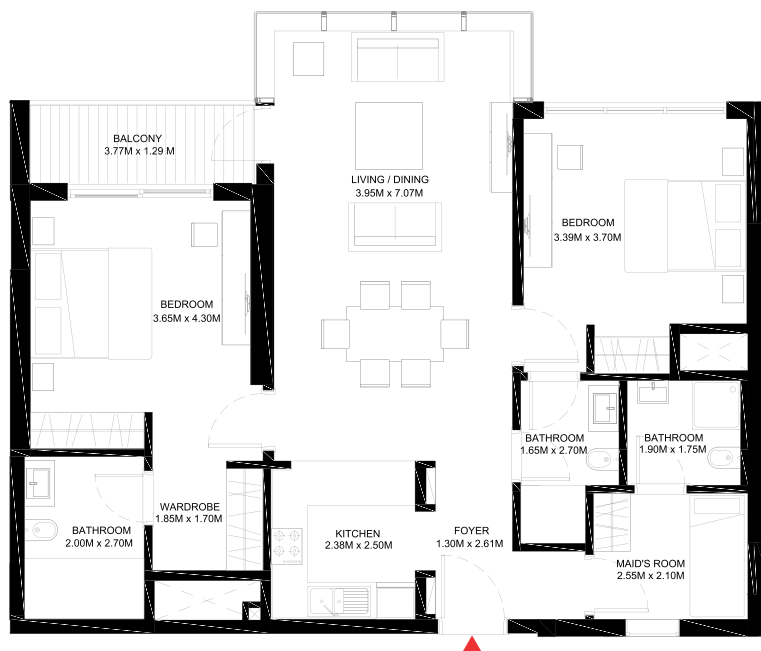 BALCONY
3.77M x 1.29 M
LIVING / DINING
3.95M x 7.07M
BEDROOM
3.39M x 3.70M
BEDROOM
3.65M x 4.30M
BATHROOM
1.65M x 2.70M
BATHROOM
1.90M x 1.75M
WARDROBE
1.85M x 1.70M
BATHROOM
2.00M x 2.70M
KITCHEN
2.38M x 2.50M
FOYER
1.30M x 2.61M
MAID'S ROOM
2.55M x 2.10M